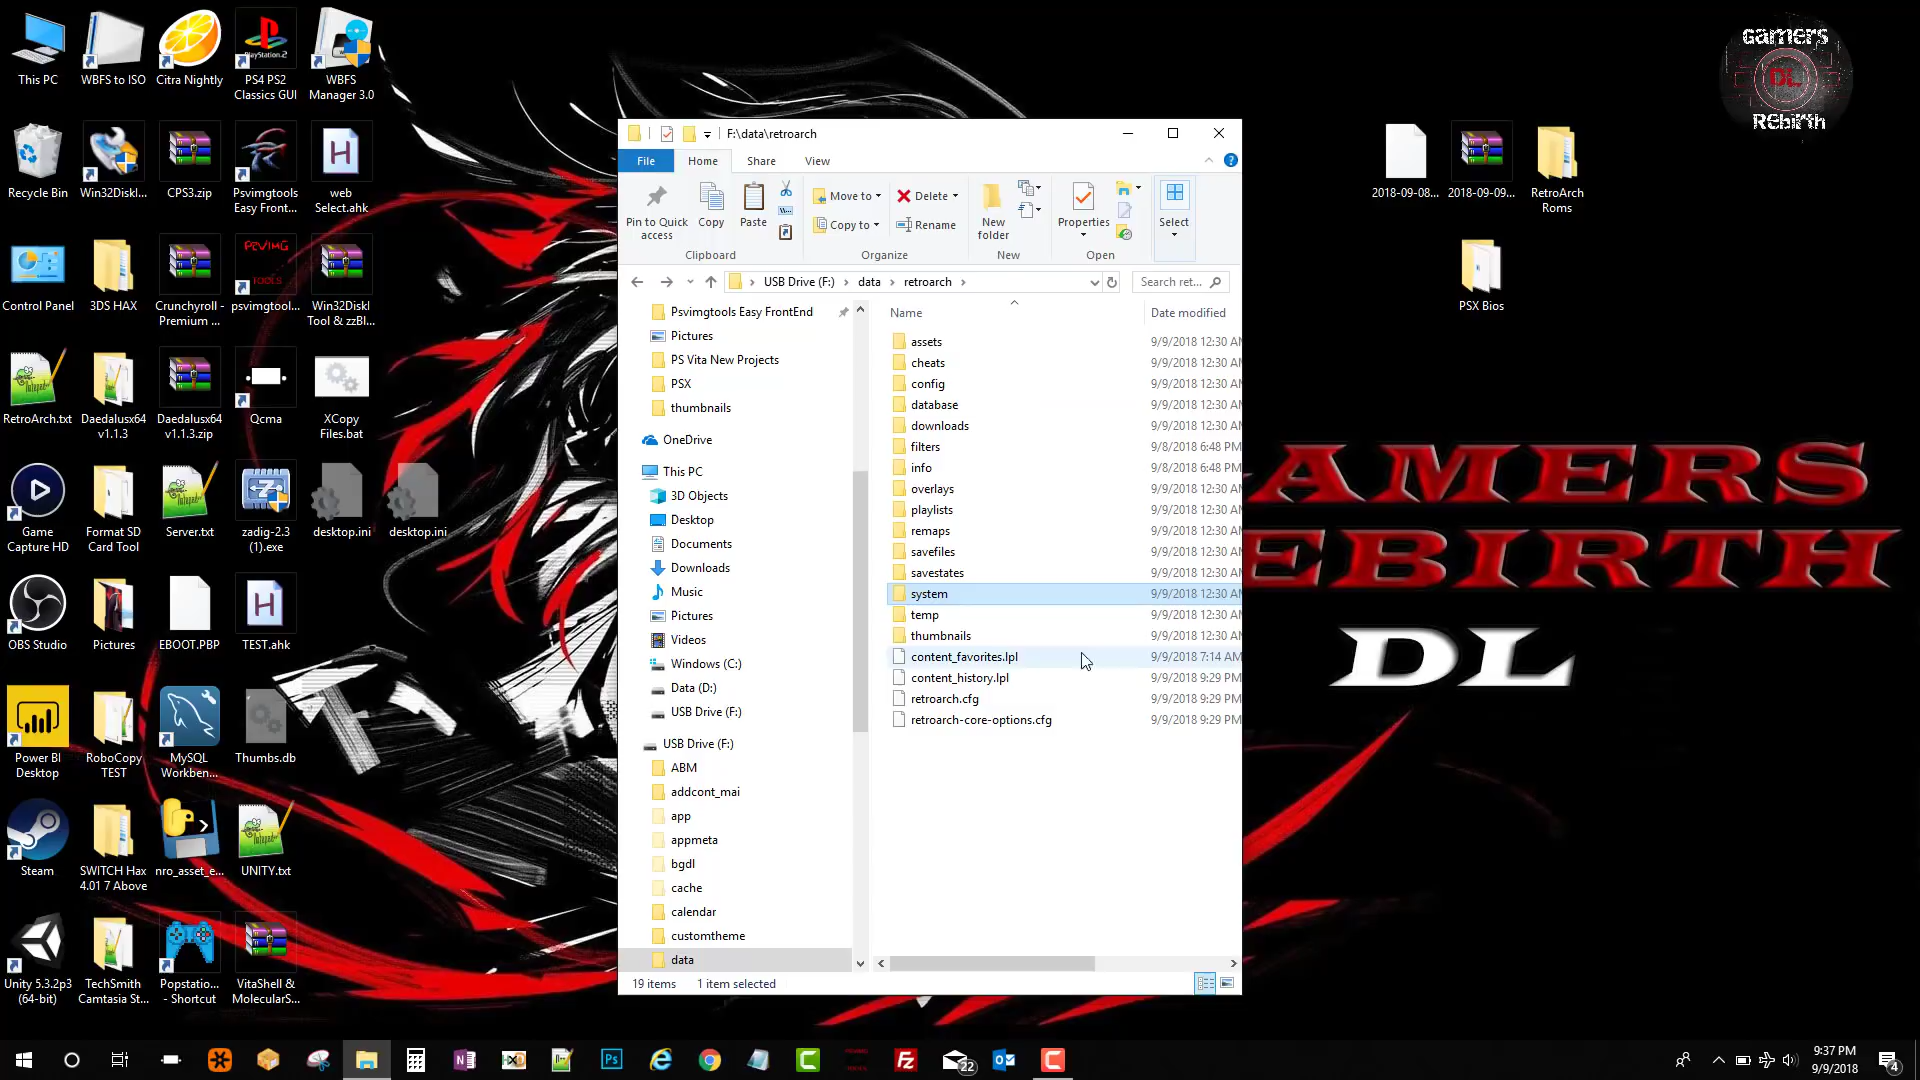 This PC
WBFS to ISO
Citra Nightly
PS4 PS2
Classics GUI
WBFS
Manager 3.0
Recycle Bin
Win32DiskI...
CPS3.zip
Psvimgtools
Easy Front...
web
Select.ahk
Control Panel
3DS HAX
Crunchyroll -
Premium ...
psvimgtool...
Win32DiskI
Tool & zzBl...
RetroArch.txt
Daedalusx64
v1.1.3
Daedalusx64
v1.1.3.zip
Qcma
XCopy
Files.bat
Game
Capture HD
Format SD
Card Tool
Server.txt
zadig-2.3
(1).exe
desktop.ini
desktop.ini
OBS Studio
Pictures
EBOOT.PBP
TEST.ahk
Power BI
Desktop
RoboCopy
TEST
MySQL
Workben...
Thumbs.db
Steam
SWITCH Hax
4.01 7 Above
nro_asset_e...
UNITY.txt
Unity 5.3.2p3
(64-bit)
TechSmith
Camtasia St...
Popstatio...
- Shortcut
VitaShell &
MolecularS...
F:\data\retroarch
File
Home
Share
View
Pin to Quick
access
Copy
Paste
Move to
Copy to
Delete
Rename
New
folder
Properties
Select
Clipboard
Organize
New
Open
USB Drive (F:)
data
retroarch
Search ret...
Psvimgtools Easy FrontEnd
Pictures
PS Vita New Projects
PSX
thumbnails
OneDrive
This PC
3D Objects
Desktop
Documents
Downloads
Music
Pictures
Videos
Windows (C:)
Data (D:)
USB Drive (F:)
USB Drive (F:)
ABM
addcont_mai
app
appmeta
bgdl
cache
calendar
customtheme
data
Name
Date modified
assets 9/9/2018 12:30 AM
cheats 9/9/2018 12:30 AM
config 9/9/2018 12:30 AM
database 9/9/2018 12:30 AM
downloads 9/9/2018 12:30 AM
filters 9/8/2018 6:48 PM
info 9/8/2018 6:48 PM
overlays 9/9/2018 12:30 AM
playlists 9/9/2018 12:30 AM
remaps 9/9/2018 12:30 AM
savefiles 9/9/2018 12:30 AM
savestates 9/9/2018 12:30 AM
system 9/9/2018 12:30 AM
temp 9/9/2018 12:30 AM
thumbnails 9/9/2018 12:30 AM
content_favorites.lpl 9/9/2018 7:14 AM
content_history.lpl 9/9/2018 9:29 PM
retroarch.cfg 9/9/2018 9:29 PM
retroarch-core-options.cfg 9/9/2018 9:29 PM
19 items
1 item selected
GAMERS
DL
REbirth
2018-09-08...
2018-09-09...
RetroArch
Roms
PSX Bios
AMERS
EBIRTH
DL
22
9:37 PM
9/9/2018
4